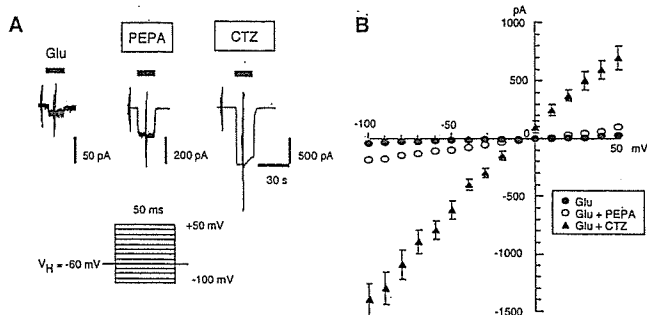 A
Glu
PEPA
CTZ
50 pA
200 pA
500 pA
30 s
50 ms
+50 mV
V_H = -60 mV
-100 mV
B
pA
1000
500
0
-100
-50
50 mV
-500
-1000
-1500
Glu
Glu + PEPA
Glu + CTZ